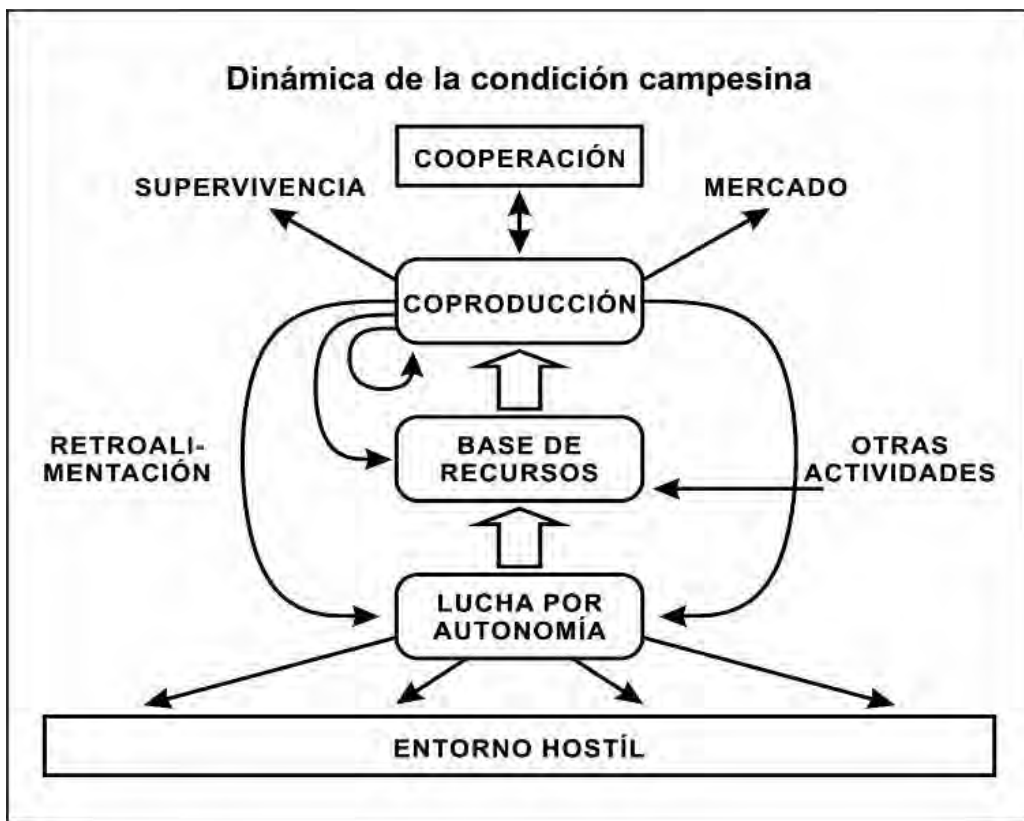 Dinámica de la condición campesina
COOPERACIÓN
SUPERVIVENCIA
MERCADO
COPRODUCCIÓN
RETROALI-
MENTACIÓN
BASE DE
RECURSOS
OTRAS
ACTIVIDADES
LUCHA POR
AUTONOMÍA
ENTORNO HOSTÍL